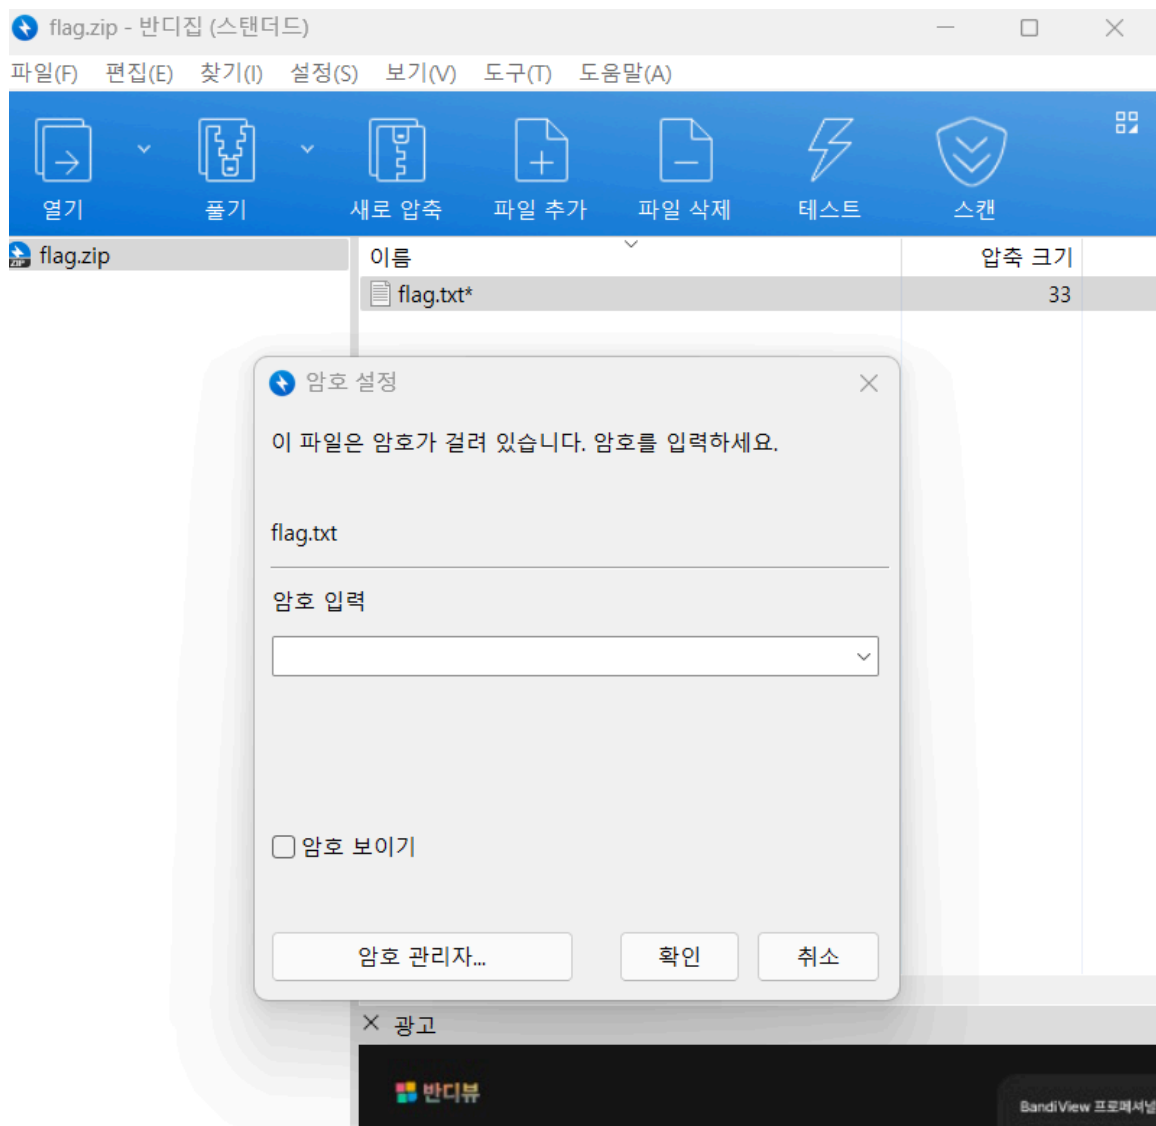 flag.zip - 반디집 (스탠더드)
파일(F) 편집(E) 찾기(I) 설정(S) 보기(V) 도구(T) 도움말(A)
열기 풀기 새로 압축 파일 추가 파일 삭제 테스트 스캔
flag.zip
이름 압축 크기
flag.txt* 33
암호 설정
이 파일은 암호가 걸려 있습니다. 암호를 입력하세요.
flag.txt
암호 입력
암호 보이기
암호 관리자... 확인 취소
광고
반디뷰
BandiView 프로페셔널